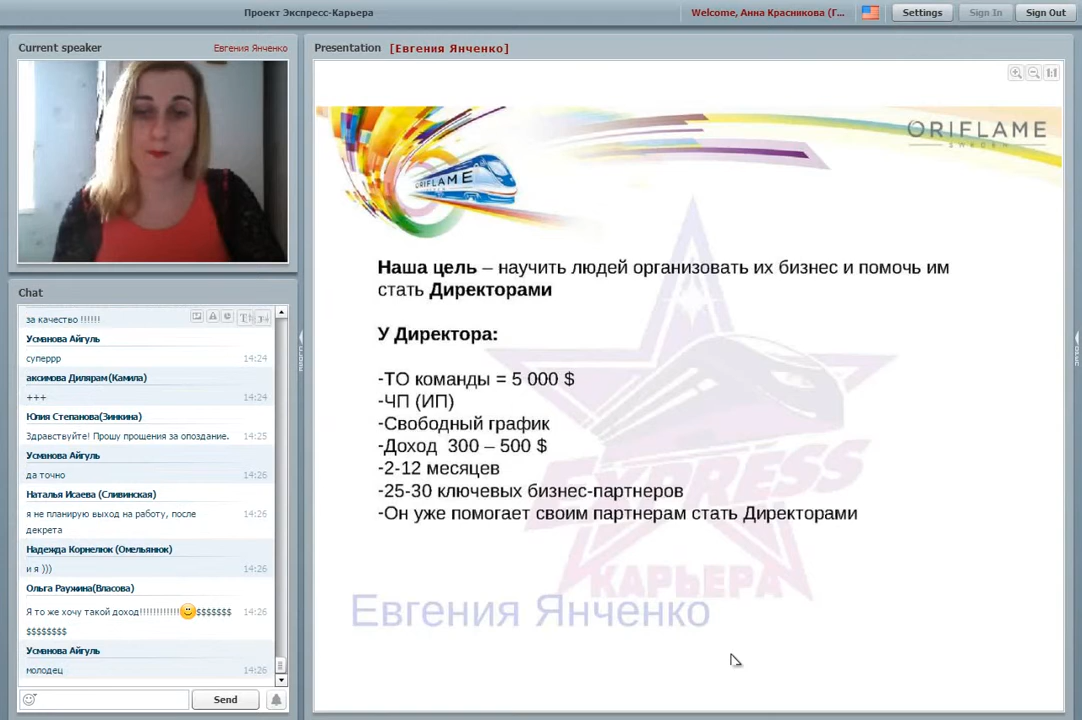 Проект Экспресс-Карьера
Welcome, Анна Красникова (Г...
Settings
Sign In
Sign Out
Current speaker
Евгения Янченко
Presentation [Евгения Янченко]
1:1
ORIFLAME
SWEDEN
ORIFLAME
Наша цель – научить людей организовать их бизнес и помочь им
стать Директорами
У Директора:
-ТО команды = 5 000 $
-ЧП (ИП)
-Свободный график
-Доход 300 – 500 $
-2-12 месяцев
-25-30 ключевых бизнес-партнеров
-Он уже помогает своим партнерам стать Директорами
EXPRESS
КАРЬЕРА
Евгения Янченко
Chat
за качество !!!!!!
Усманова Айгуль
суперрр 14:24
аксимова Дилярам(Камила)
+++ 14:24
Юлия Степанова(Зинкина)
Здравствуйте! Прошу прощения за опоздание. 14:25
Усманова Айгуль
да точно 14:26
Наталья Исаева (Сливинская)
я не планирую выход на работу, после 14:26
декрета
Надежда Корнелюк (Омельянюк)
и я ))) 14:26
Ольга Раужина(Власова)
Я то же хочу такой доход!!!!!!!!!!!!$$$$$$$ 14:26
$$$$$$$$
Усманова Айгуль
молодец 14:26
Send